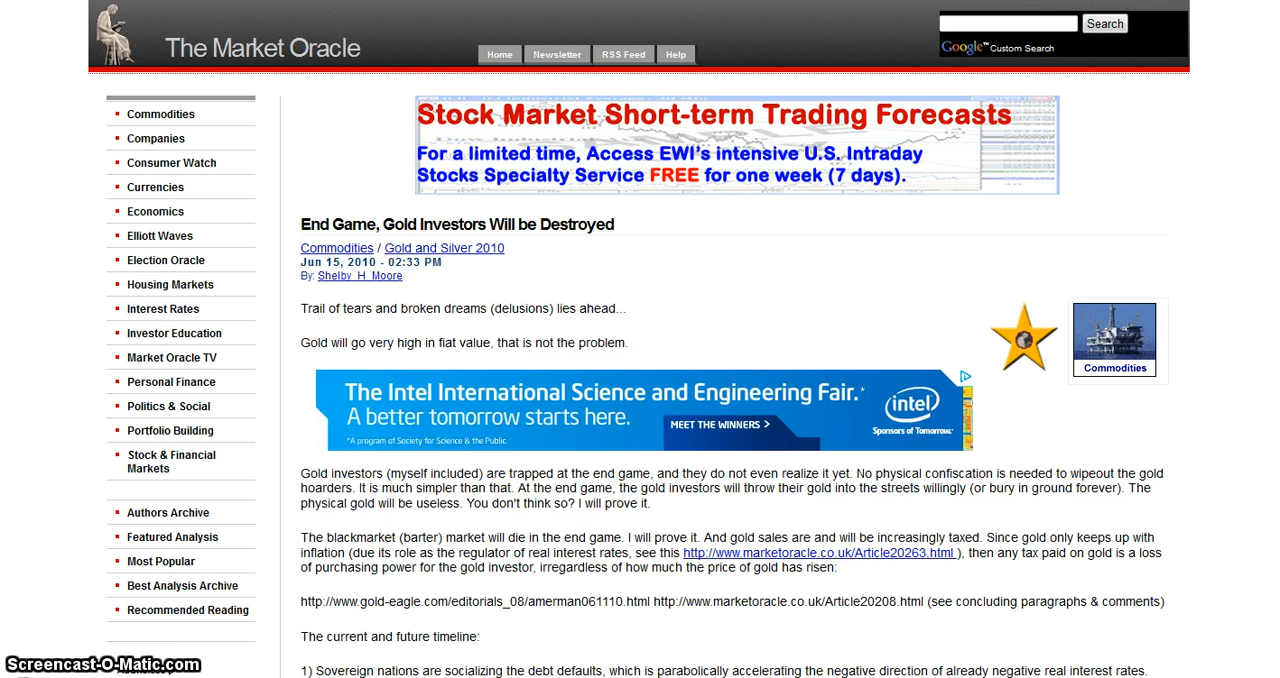 The Market Oracle
Home
Newsletter
RSS Feed
Help
Search
Google™ Custom Search
Commodities
Companies
Consumer Watch
Currencies
Economics
Elliott Waves
Election Oracle
Housing Markets
Interest Rates
Investor Education
Market Oracle TV
Personal Finance
Politics & Social
Portfolio Building
Stock & Financial
Markets
Authors Archive
Featured Analysis
Most Popular
Best Analysis Archive
Recommended Reading
Stock Market Short-term Trading Forecasts
For a limited time, Access EWI's intensive U.S. Intraday
Stocks Specialty Service FREE for one week (7 days).
End Game, Gold Investors Will be Destroyed
Commodities / Gold and Silver 2010
Jun 15, 2010 - 02:33 PM
By: Shelby_H_Moore
Trail of tears and broken dreams (delusions) lies ahead...
Gold will go very high in fiat value, that is not the problem.
Commodities
The Intel International Science and Engineering Fair.*
A better tomorrow starts here.
MEET THE WINNERS >
*A program of Society for Science & the Public.
intel
Sponsors of Tomorrow.™
Gold investors (myself included) are trapped at the end game, and they do not even realize it yet. No physical confiscation is needed to wipeout the gold
hoarders. It is much simpler than that. At the end game, the gold investors will throw their gold into the streets willingly (or bury in ground forever). The
physical gold will be useless. You don't think so? I will prove it.
The blackmarket (barter) market will die in the end game. I will prove it. And gold sales are and will be increasingly taxed. Since gold only keeps up with
inflation (due its role as the regulator of real interest rates, see this http://www.marketoracle.co.uk/Article20263.html ), then any tax paid on gold is a loss
of purchasing power for the gold investor, irregardless of how much the price of gold has risen:
http://www.gold-eagle.com/editorials_08/amerman061110.html http://www.marketoracle.co.uk/Article20208.html (see concluding paragraphs & comments)
The current and future timeline:
1) Sovereign nations are socializing the debt defaults, which is parabolically accelerating the negative direction of already negative real interest rates.
Screencast-O-Matic.com